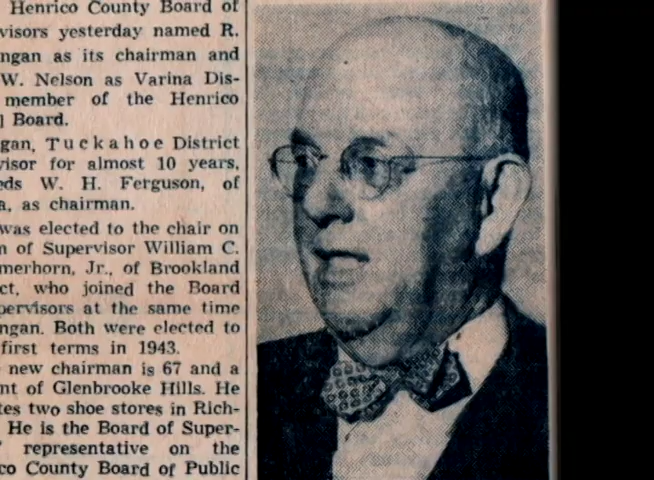 Henrico County Board of
visors yesterday named R.
ngan as its chairman and
W. Nelson as Varina Dis-
member of the Henrico
l Board.
gan, Tuckahoe District
visor for almost 10 years,
eds W. H. Ferguson, of
a, as chairman.
was elected to the chair on
n of Supervisor William C.
merhorn, Jr., of Brookland
ct, who joined the Board
pervisors at the same time
ngan. Both were elected to
first terms in 1943.
new chairman is 67 and a
nt of Glenbrooke Hills. He
tes two shoe stores in Rich-
He is the Board of Super-
representative on the
co County Board of Public